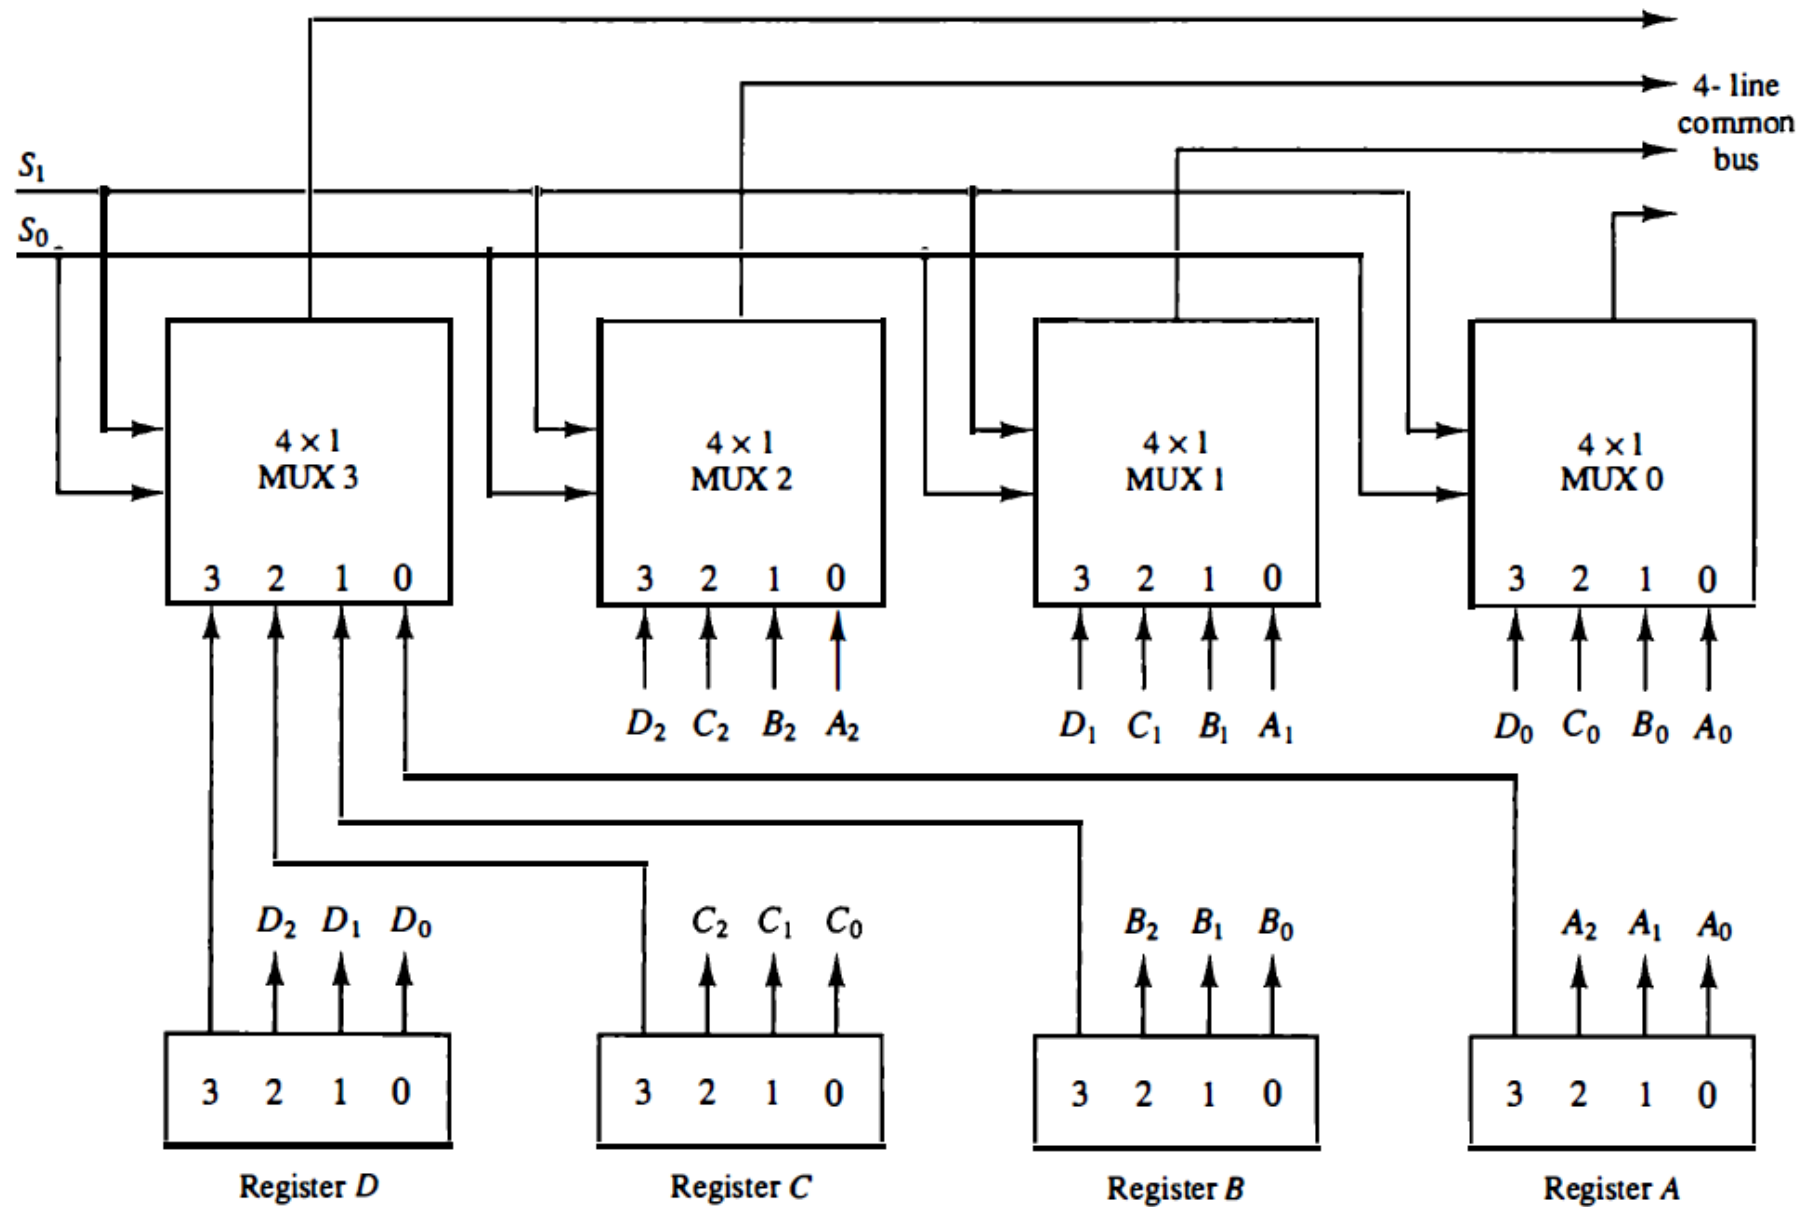 4- line
common
bus
S₁
S₀
4 × 1
MUX 3
4 × 1
MUX 2
4 × 1
MUX 1
4 × 1
MUX 0
3 2 1 0
3 2 1 0
3 2 1 0
3 2 1 0
D₂ C₂ B₂ A₂
D₁ C₁ B₁ A₁
D₀ C₀ B₀ A₀
D₂ D₁ D₀
C₂ C₁ C₀
B₂ B₁ B₀
A₂ A₁ A₀
3 2 1 0
3 2 1 0
3 2 1 0
3 2 1 0
Register D
Register C
Register B
Register A